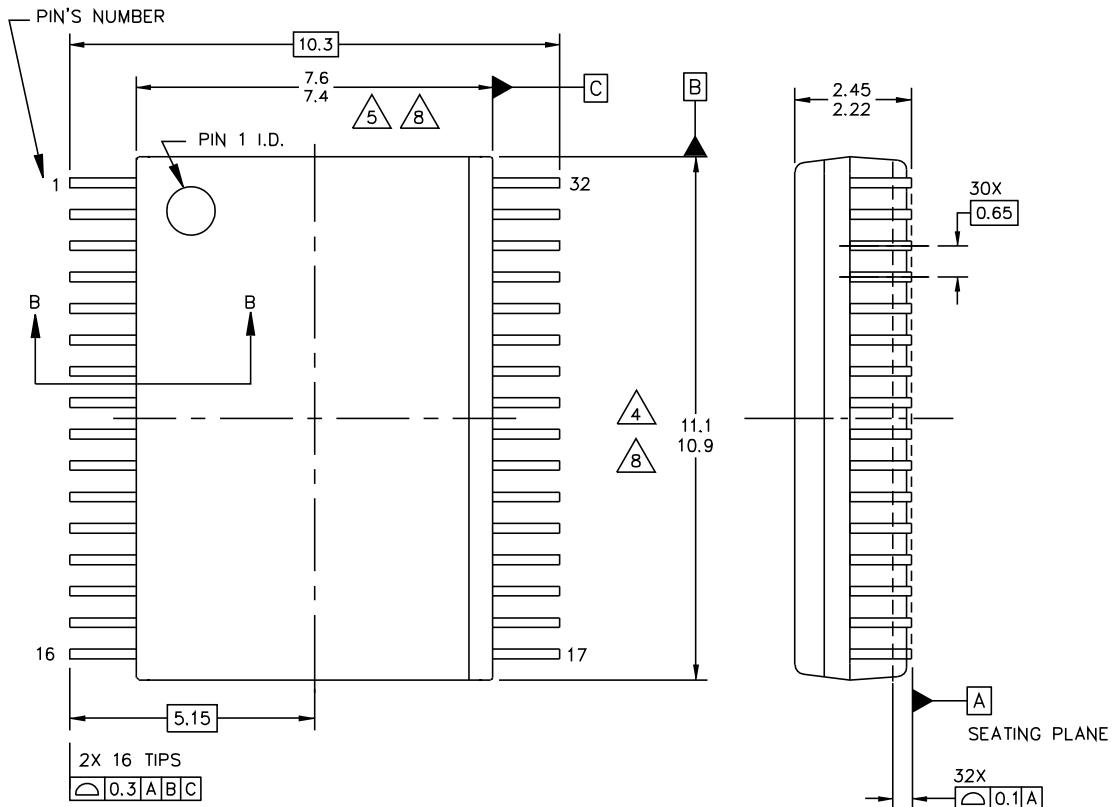 PIN'S NUMBER
10.3
7.6
7.4
5
8
C
B
2.45
2.22
PIN 1 I.D.
1
32
30X
0.65
B
B
4
8
11.1
10.9
16
17
5.15
A
SEATING PLANE
2X 16 TIPS
0.3 A B C
32X
0.1 A